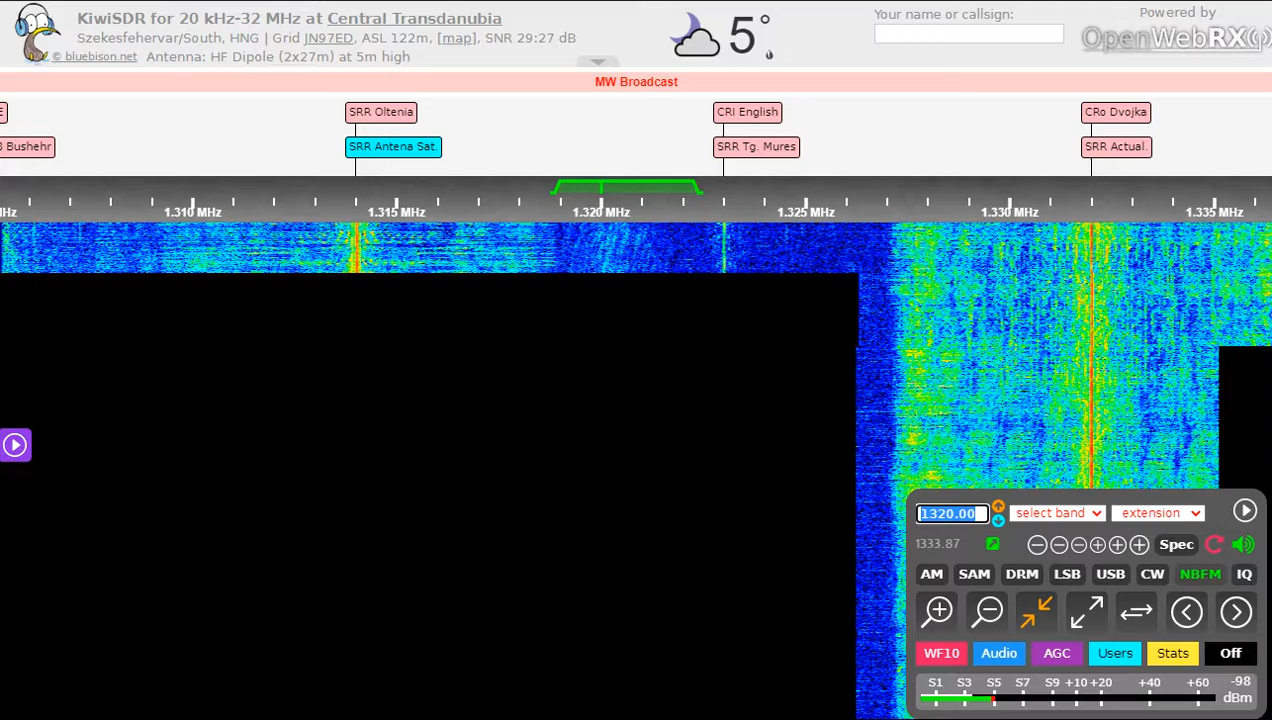 KiwiSDR for 20 kHz-32 MHz at Central Transdanubia
Szekesfehervar/South, HNG | Grid JN97ED, ASL 122m, [map], SNR 29:27 dB
© bluebison.net
Antenna: HF Dipole (2x27m) at 5m high
5°
Your name or callsign:
Powered by
OpenWebRX
MW Broadcast
SRR Oltenia
CRI English
CRo Dvojka
Bushehr
SRR Antena Sat.
SRR Tg. Mures
SRR Actual.
1.310 MHz
1.315 MHz
1.320 MHz
1.325 MHz
1.330 MHz
1.335 MHz
1320.00
select band
extension
1333.87
Spec
AM
SAM
DRM
LSB
USB
CW
NBFM
IQ
WF10
Audio
AGC
Users
Stats
Off
S1 S3 S5 S7 S9 +10 +20 +40 +60 -98
dBm